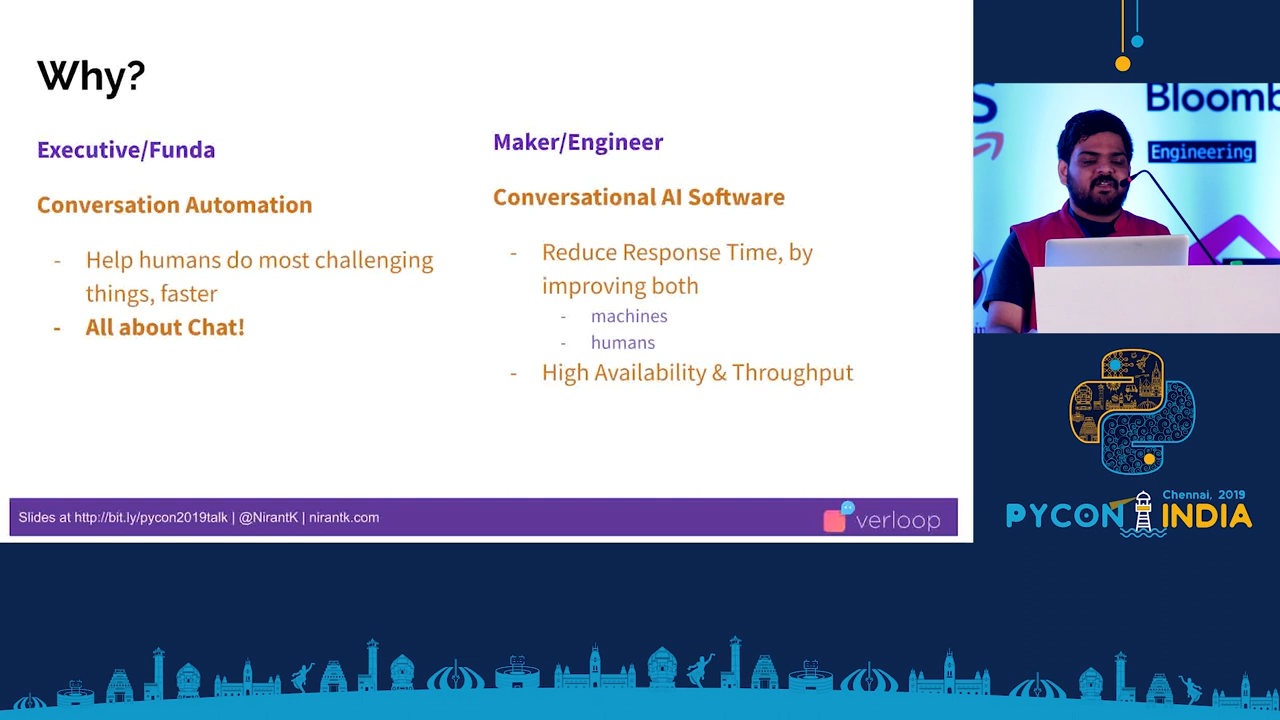 Why?
Executive/Funda
Conversation Automation
- Help humans do most challenging
things, faster
- All about Chat!
Maker/Engineer
Conversational AI Software
- Reduce Response Time, by
improving both
- machines
- humans
- High Availability & Throughput
Slides at http://bit.ly/pycon2019talk | @NirantK | nirantk.com
verloop
S
Bloomb
Engineering
Chennai, 2019
PYCON INDIA